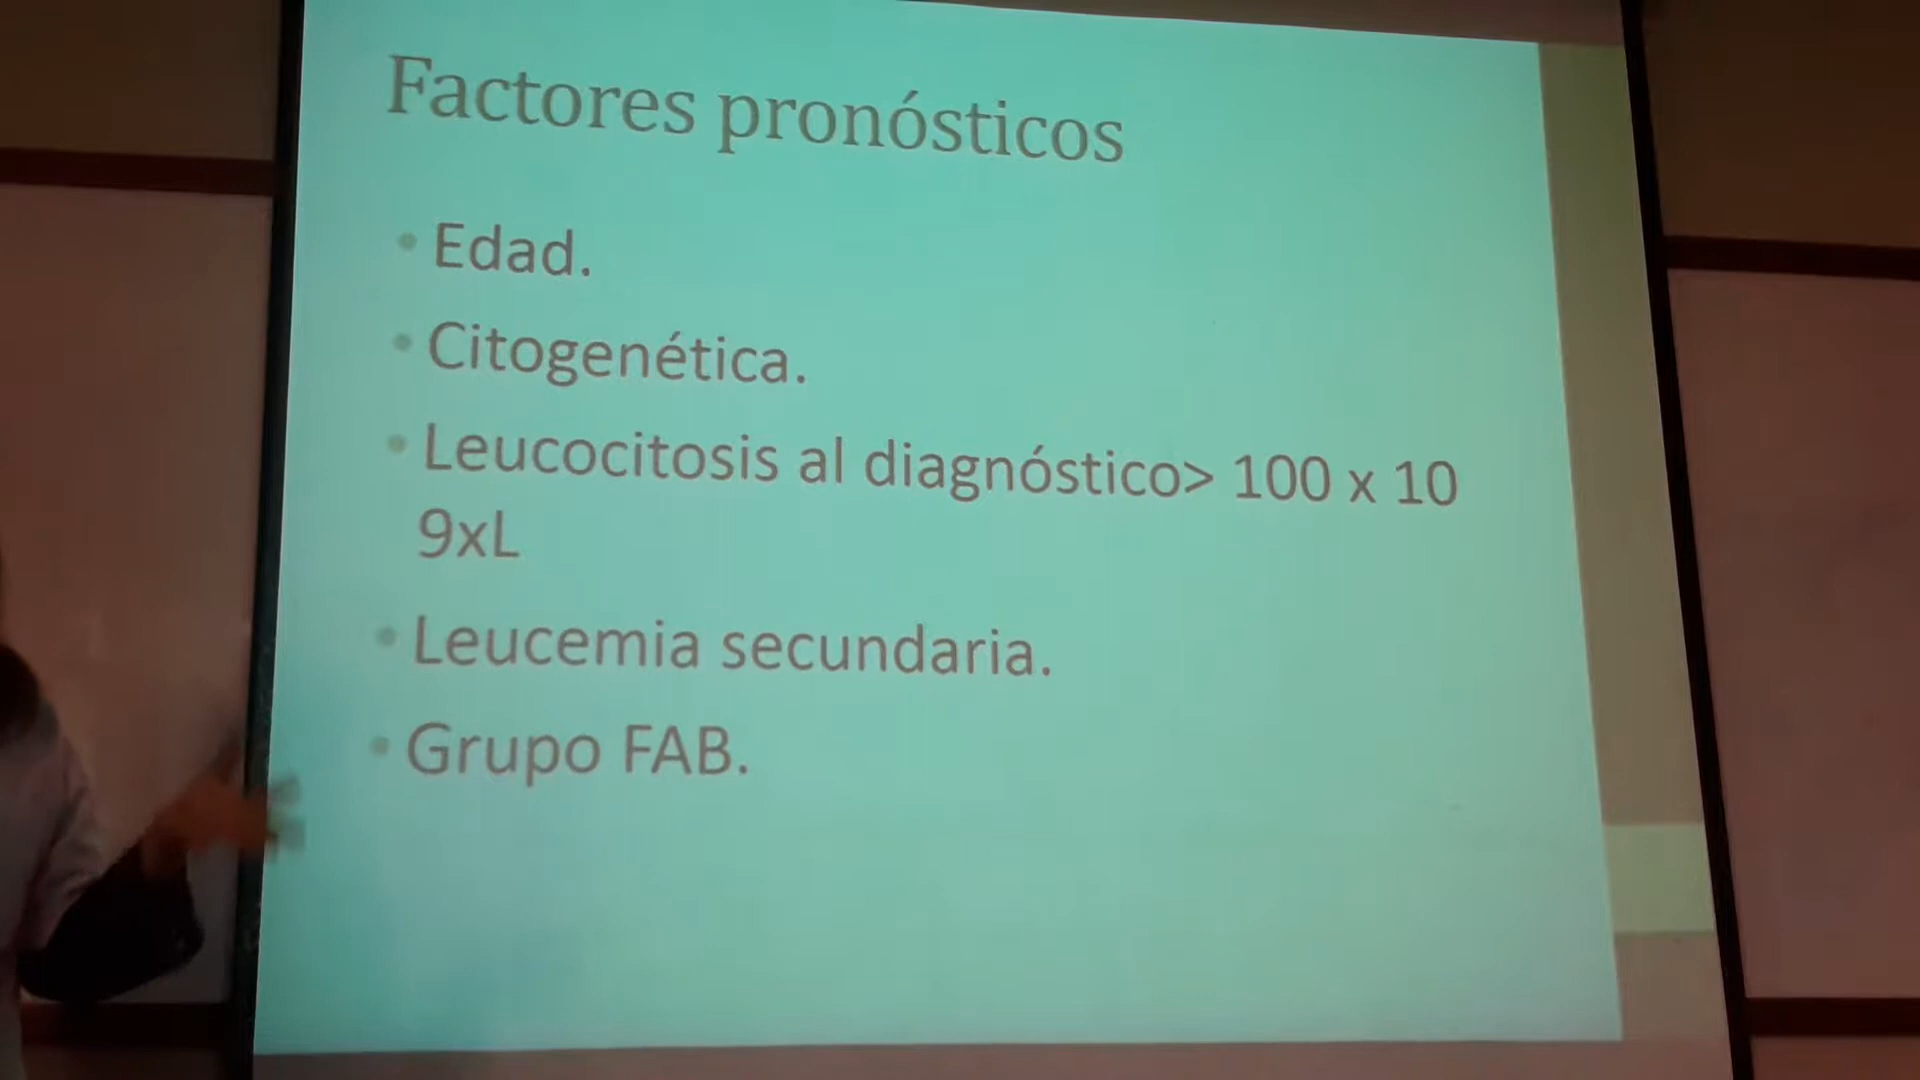 Factores pronósticos
• Edad.
• Citogenética.
• Leucocitosis al diagnóstico> 100 x 10
9xL
• Leucemia secundaria.
• Grupo FAB.